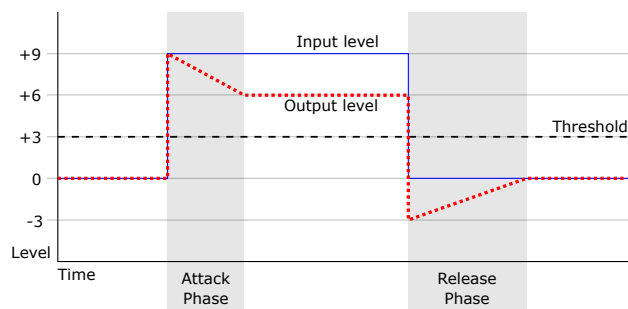 +9
Input level
+6
Output level
+3
Threshold
0
-3
Level
Time
Attack
Phase
Release
Phase